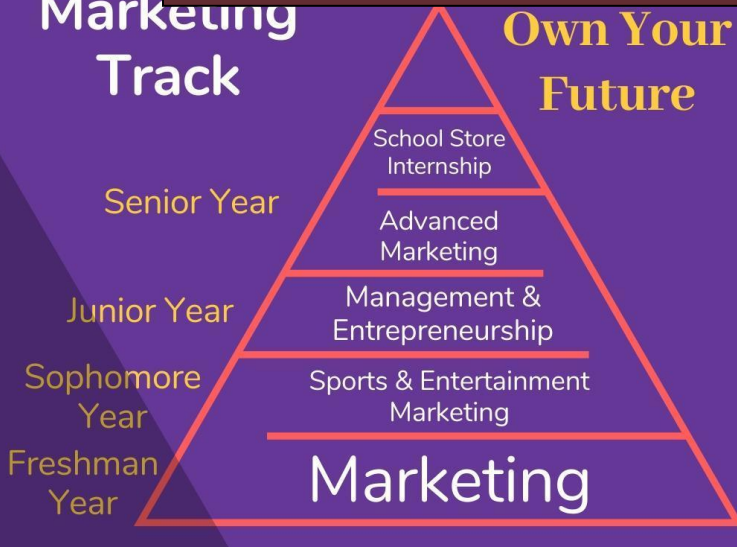 Marketing
Track
Own Your
Future
School Store
Internship
Senior Year
Advanced
Marketing
Junior Year
Management &
Entrepreneurship
Sophomore
Year
Sports & Entertainment
Marketing
Freshman
Year
Marketing